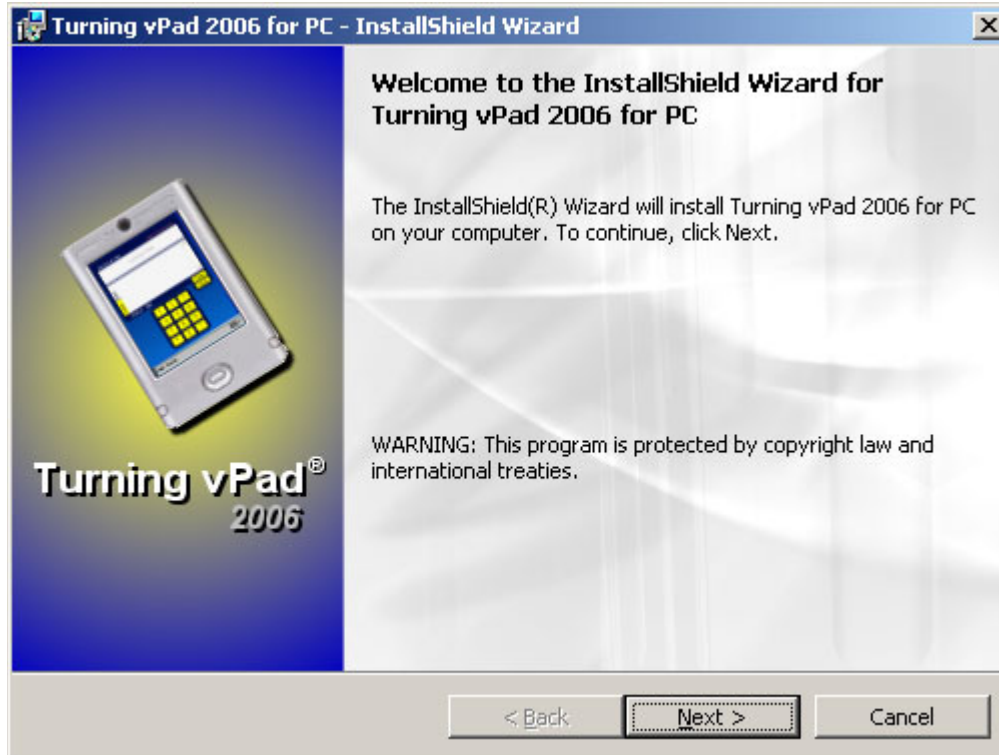 Turning vPad 2006 for PC - InstallShield Wizard
Welcome to the InstallShield Wizard for
Turning vPad 2006 for PC
The InstallShield(R) Wizard will install Turning vPad 2006 for PC
on your computer. To continue, click Next.
WARNING: This program is protected by copyright law and
international treaties.
Turning vPad®
2006
< Back
Next >
Cancel